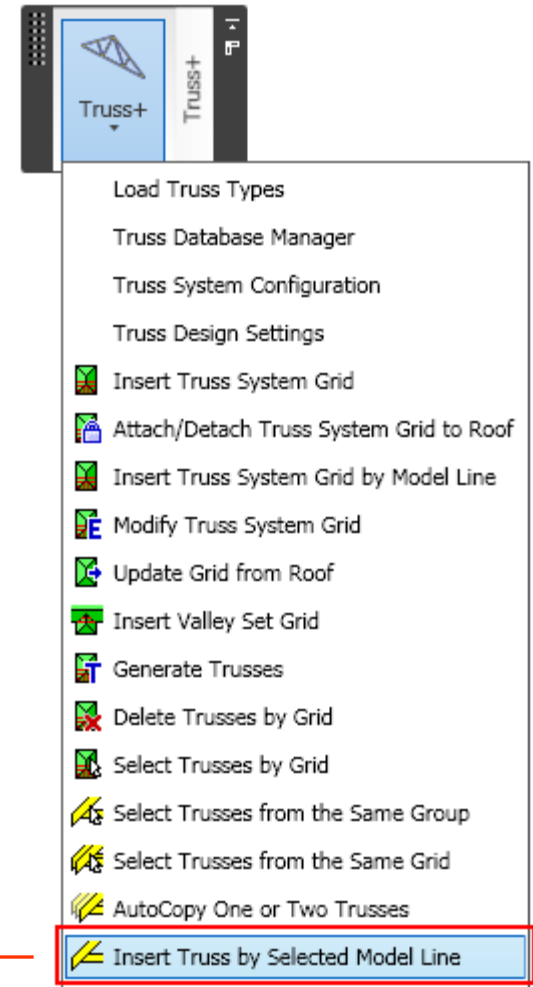 Truss+
Truss+
Load Truss Types
Truss Database Manager
Truss System Configuration
Truss Design Settings
Insert Truss System Grid
Attach/Detach Truss System Grid to Roof
Insert Truss System Grid by Model Line
Modify Truss System Grid
Update Grid from Roof
Insert Valley Set Grid
Generate Trusses
Delete Trusses by Grid
Select Trusses by Grid
Select Trusses from the Same Group
Select Trusses from the Same Grid
AutoCopy One or Two Trusses
Insert Truss by Selected Model Line